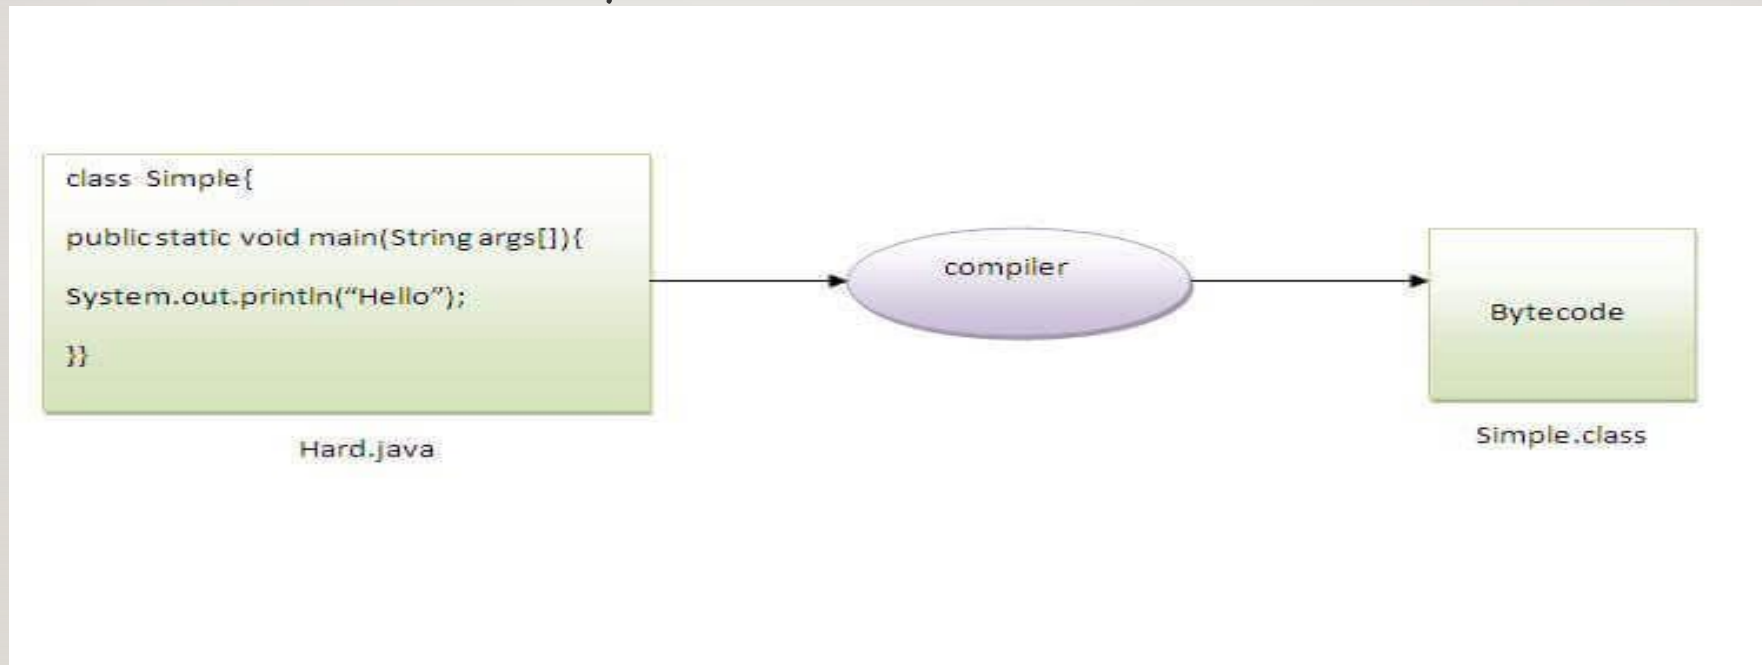 class Simple{
public static void main(String args[]){
System.out.println(“Hello”);
}}
Hard.java
compiler
Bytecode
Simple.class